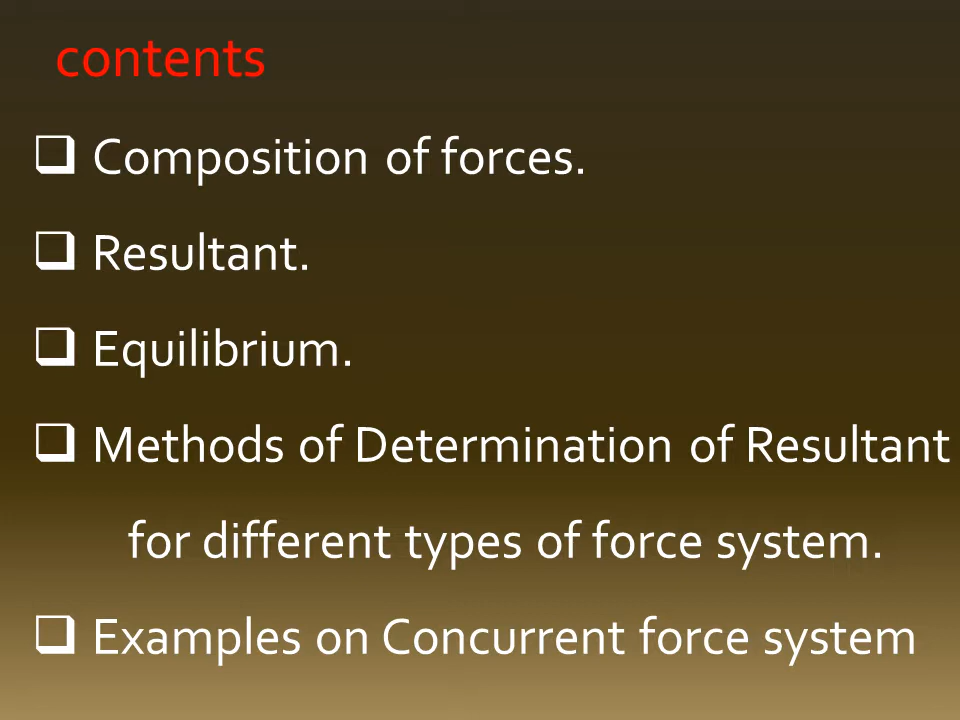 contents
❑ Composition of forces.
❑ Resultant.
❑ Equilibrium.
❑ Methods of Determination of Resultant
for different types of force system.
❑ Examples on Concurrent force system